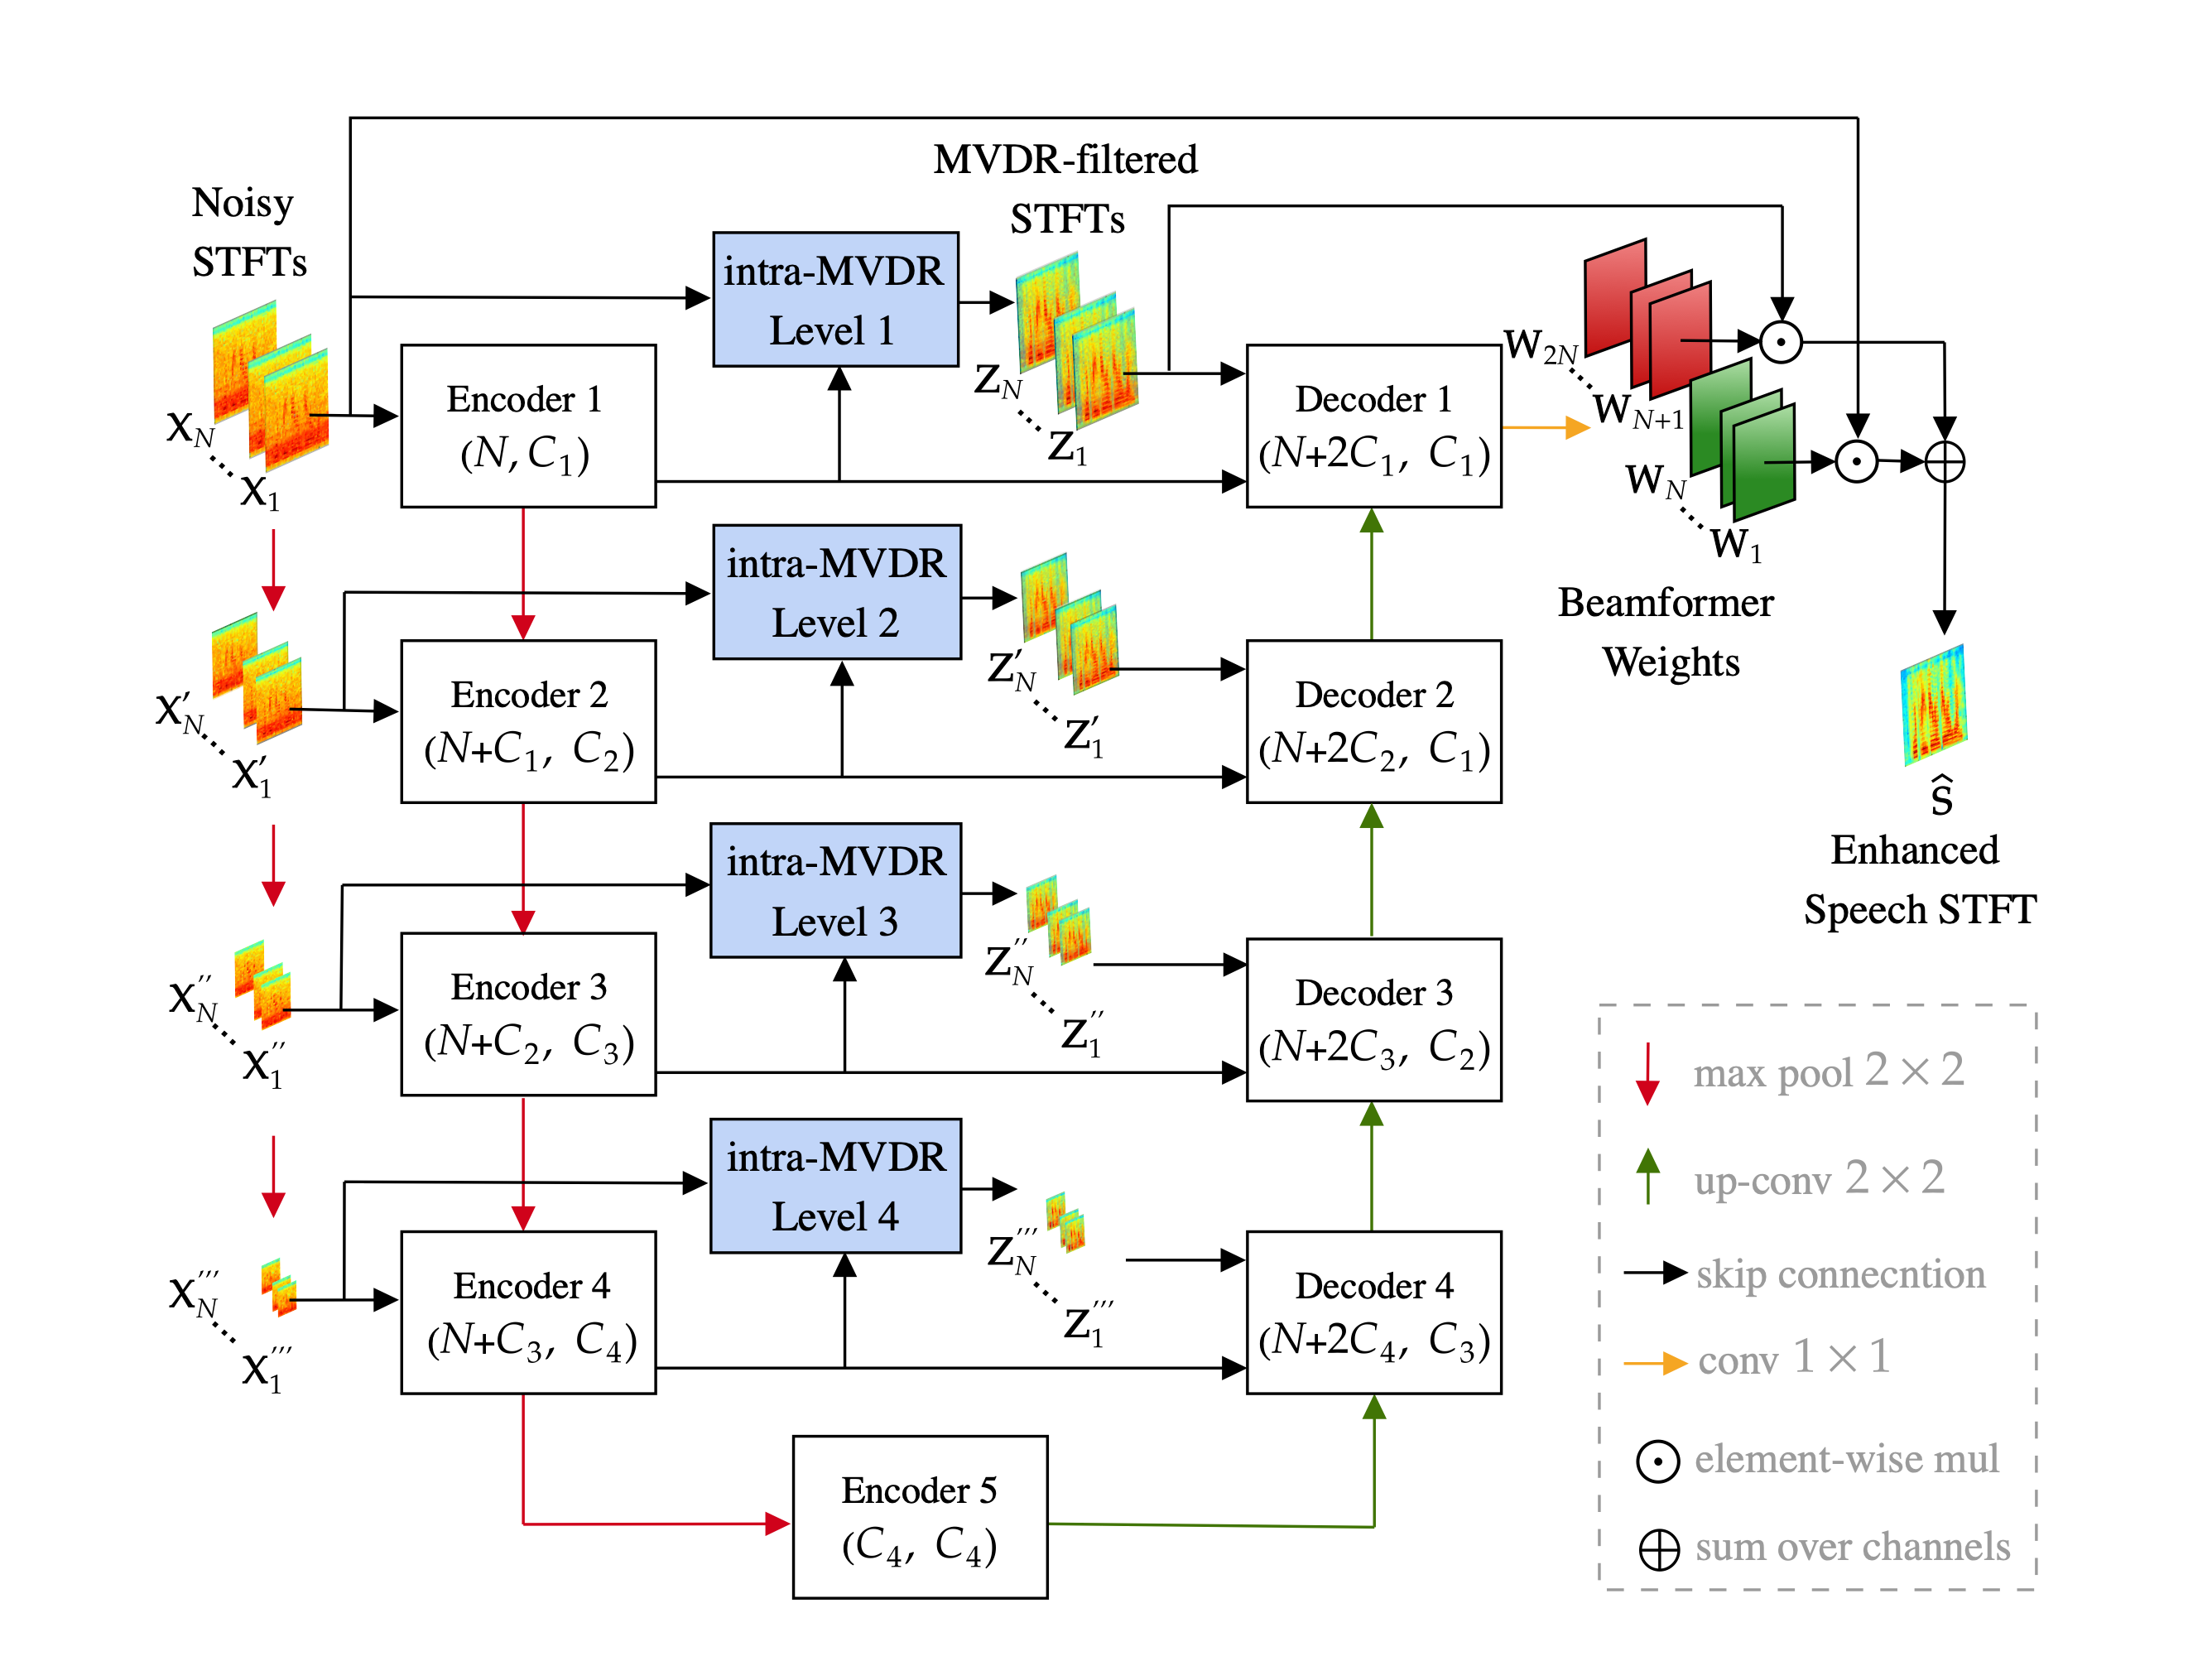 Noisy
STFTs
x_N
x_1
MVDR-filtered
STFTs
intra-MVDR
Level 1
z_N
z_1
Encoder 1
(N, C_1)
Decoder 1
(N+2C_1, C_1)
w_{2N}
w_{N+1}
w_N
w_1
Beamformer
Weights
ŝ
Enhanced
Speech STFT
x′_N
x′_1
intra-MVDR
Level 2
z′_N
z′_1
Encoder 2
(N+C_1, C_2)
Decoder 2
(N+2C_2, C_1)
x′′_N
x′′_1
intra-MVDR
Level 3
z′′_N
z′′_1
Encoder 3
(N+C_2, C_3)
Decoder 3
(N+2C_3, C_2)
x′′′_N
x′′′_1
intra-MVDR
Level 4
z′′′_N
z′′′_1
Encoder 4
(N+C_3, C_4)
Decoder 4
(N+2C_4, C_3)
Encoder 5
(C_4, C_4)
max pool 2 × 2
up-conv 2 × 2
skip connecntion
conv 1 × 1
element-wise mul
sum over channels